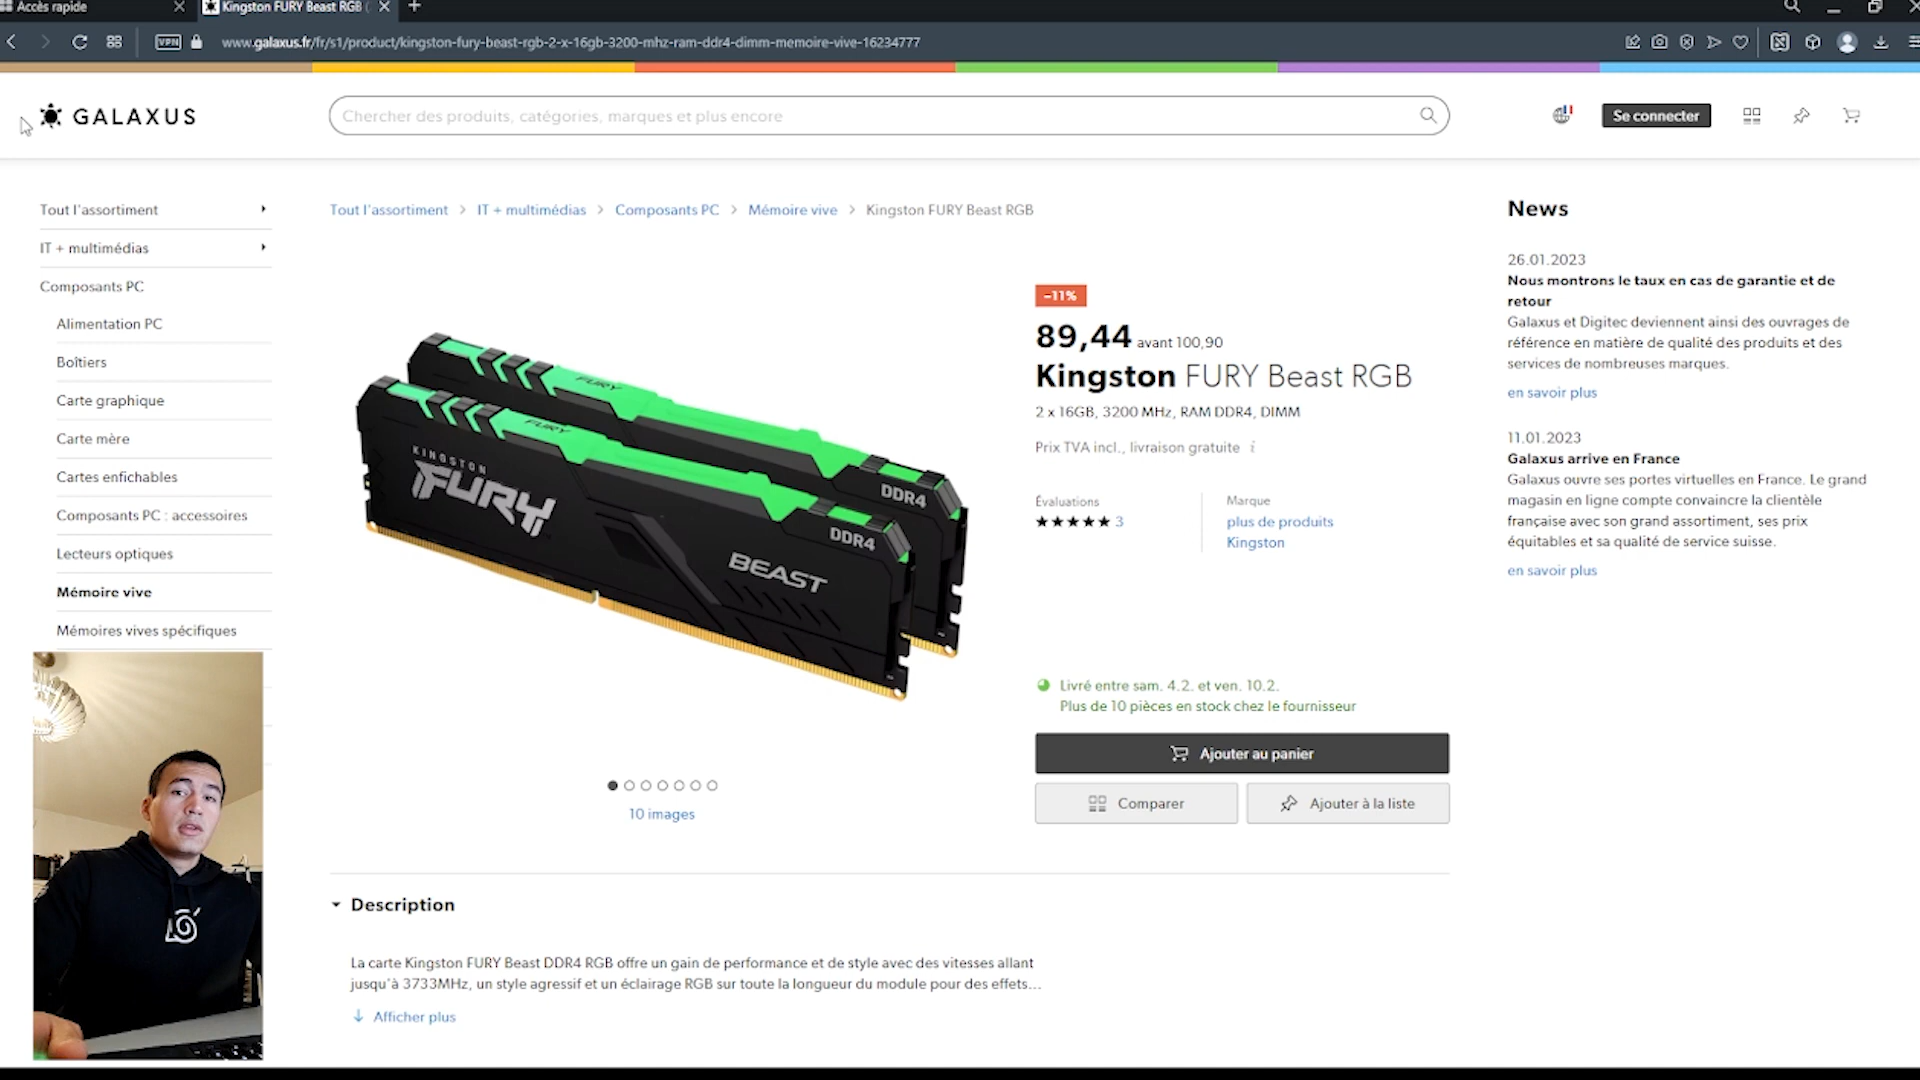 Accès rapide
Kingston FURY Beast RGB (
VPN
www.galaxus.fr/fr/s1/product/kingston-fury-beast-rgb-2-x-16gb-3200-mhz-ram-ddr4-dimm-memoire-vive-16234777
GALAXUS
Chercher des produits, catégories, marques et plus encore
Se connecter
Tout l'assortiment
IT + multimédias
Composants PC
Alimentation PC
Boîtiers
Carte graphique
Carte mère
Cartes enfichables
Composants PC : accessoires
Lecteurs optiques
Mémoire vive
Mémoires vives spécifiques
Tout l'assortiment > IT + multimédias > Composants PC > Mémoire vive > Kingston FURY Beast RGB
FURY
FURY
KINGSTON
FURY
DDR4
DDR4
BEAST
10 images
–11%
89,44 avant 100,90
Kingston FURY Beast RGB
2 x 16GB, 3200 MHz, RAM DDR4, DIMM
Prix TVA incl., livraison gratuite i
Évaluations
★★★★★ 3
Marque
plus de produits
Kingston
Livré entre sam. 4.2. et ven. 10.2.
Plus de 10 pièces en stock chez le fournisseur
Ajouter au panier
Comparer
Ajouter à la liste
Description
La carte Kingston FURY Beast DDR4 RGB offre un gain de performance et de style avec des vitesses allant
jusqu'à 3733MHz, un style agressif et un éclairage RGB sur toute la longueur du module pour des effets...
Afficher plus
News
26.01.2023
Nous montrons le taux en cas de garantie et de
retour
Galaxus et Digitec deviennent ainsi des ouvrages de
référence en matière de qualité des produits et des
services de nombreuses marques.
en savoir plus
11.01.2023
Galaxus arrive en France
Galaxus ouvre ses portes virtuelles en France. Le grand
magasin en ligne compte convaincre la clientèle
française avec son grand assortiment, ses prix
équitables et sa qualité de service suisse.
en savoir plus